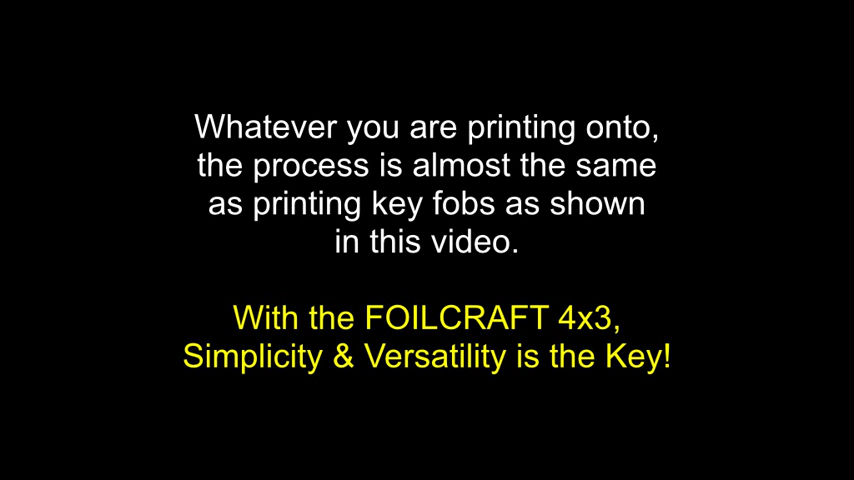 Whatever you are printing onto,
the process is almost the same
as printing key fobs as shown
in this video.
With the FOILCRAFT 4x3,
Simplicity & Versatility is the Key!